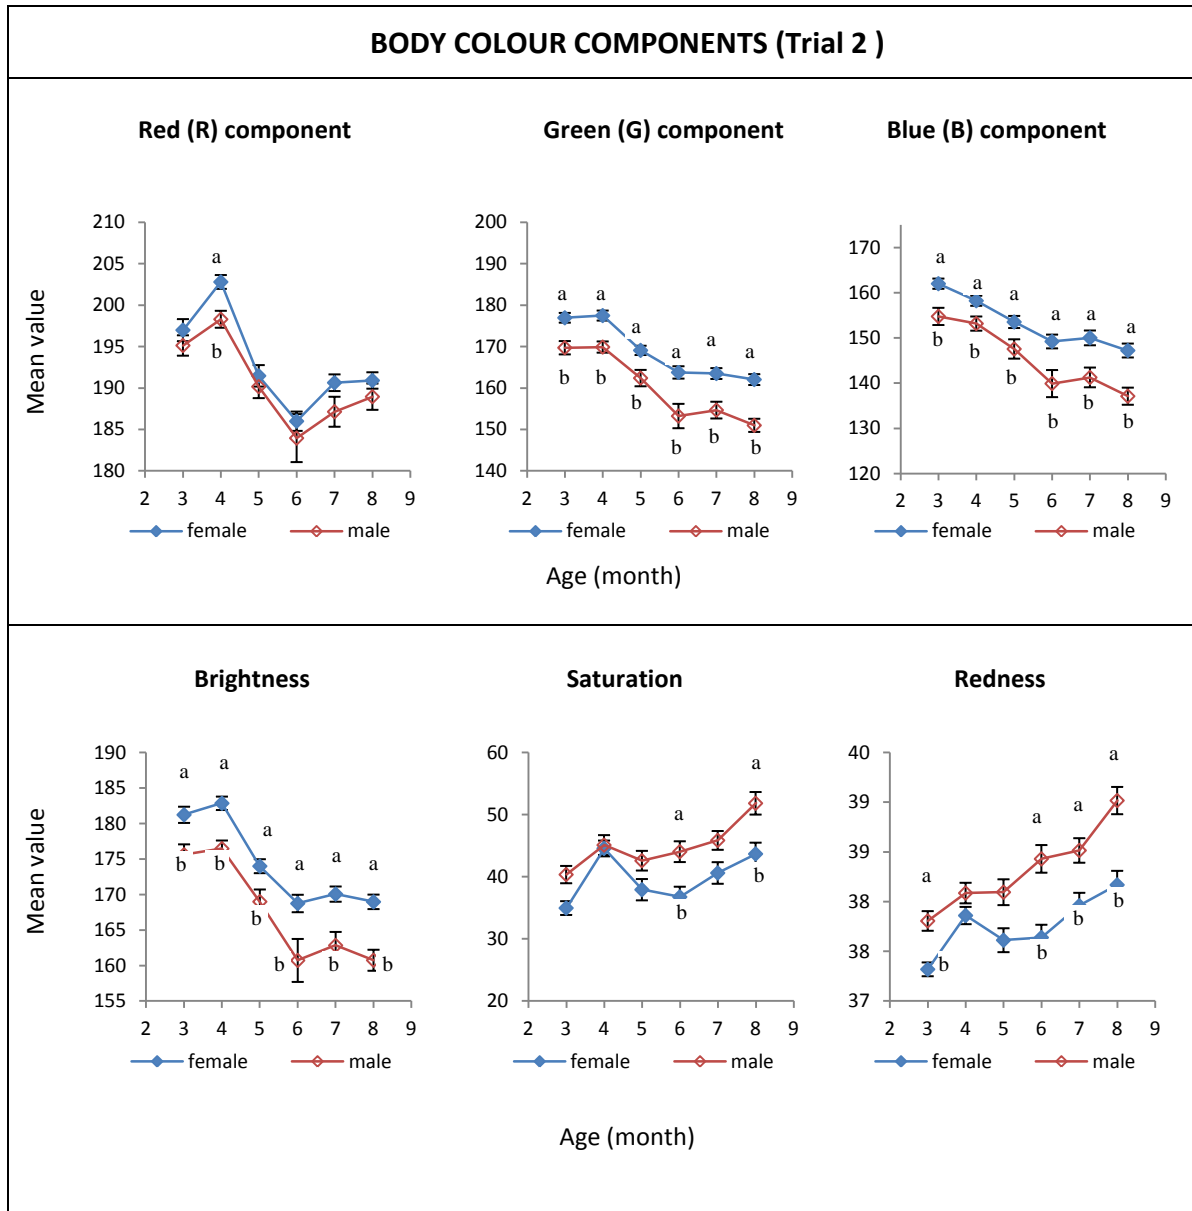 BODY COLOUR COMPONENTS (Trial 2 )
Red (R) component
Green (G) component
Blue (B) component
Mean value
210
205
200
195
190
185
180
a
b
2 3 4 5 6 7 8 9
female male
200
190
180
170
160
150
140
a a a a a a
b b b b b b
2 3 4 5 6 7 8 9
female male
170
160
150
140
130
120
a a a a a a
b b b b b b
2 3 4 5 6 7 8 9
female male
Age (month)
Brightness
Saturation
Redness
Mean value
190
185
180
175
170
165
160
155
a a a a a a
b b b b b b
2 3 4 5 6 7 8 9
female male
60
50
40
30
20
a a
b b
2 3 4 5 6 7 8 9
female male
40
39
39
38
38
37
a a a a
b b b b
2 3 4 5 6 7 8 9
female male
Age (month)